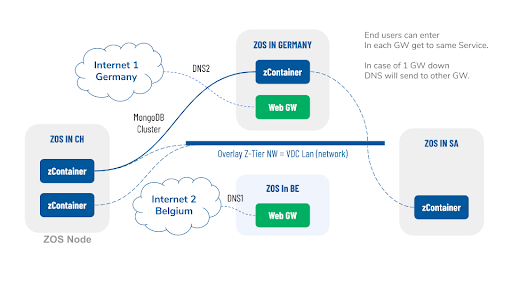 Internet 1
Germany
DNS2
ZOS IN GERMANY
zContainer
Web GW
End users can enter
In each GW get to same Service.
In case of 1 GW down
DNS will send to other GW.
MongoDB
Cluster
ZOS IN CH
zContainer
zContainer
ZOS Node
Overlay Z-Tier NW = VDC Lan (network)
Internet 2
Belgium
DNS1
ZOS In BE
Web GW
ZOS IN SA
zContainer